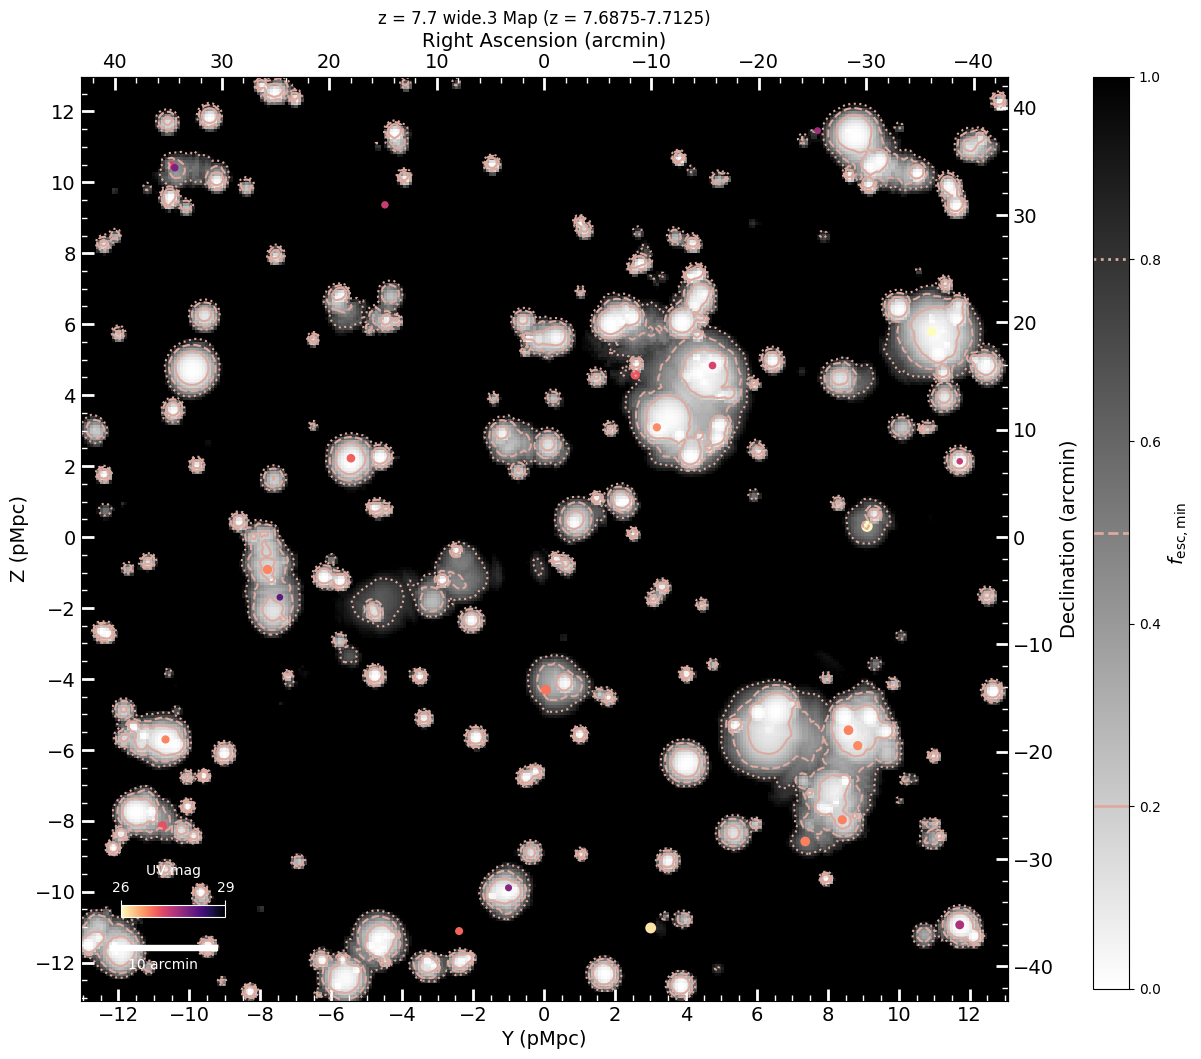 z = 7.7 wide.3 Map (z = 7.6875-7.7125)
Right Ascension (arcmin)
40 30 20 10 0 −10 −20 −30 −40
12
10
8
6
4
2
0
−2
−4
−6
−8
−10
−12
Z (pMpc)
40
30
20
10
0
−10
−20
−30
−40
Declination (arcmin)
1.0
0.8
0.6
0.4
0.2
0.0
fesc,min
UV mag
26 29
10 arcmin
−12 −10 −8 −6 −4 −2 0 2 4 6 8 10 12
Y (pMpc)